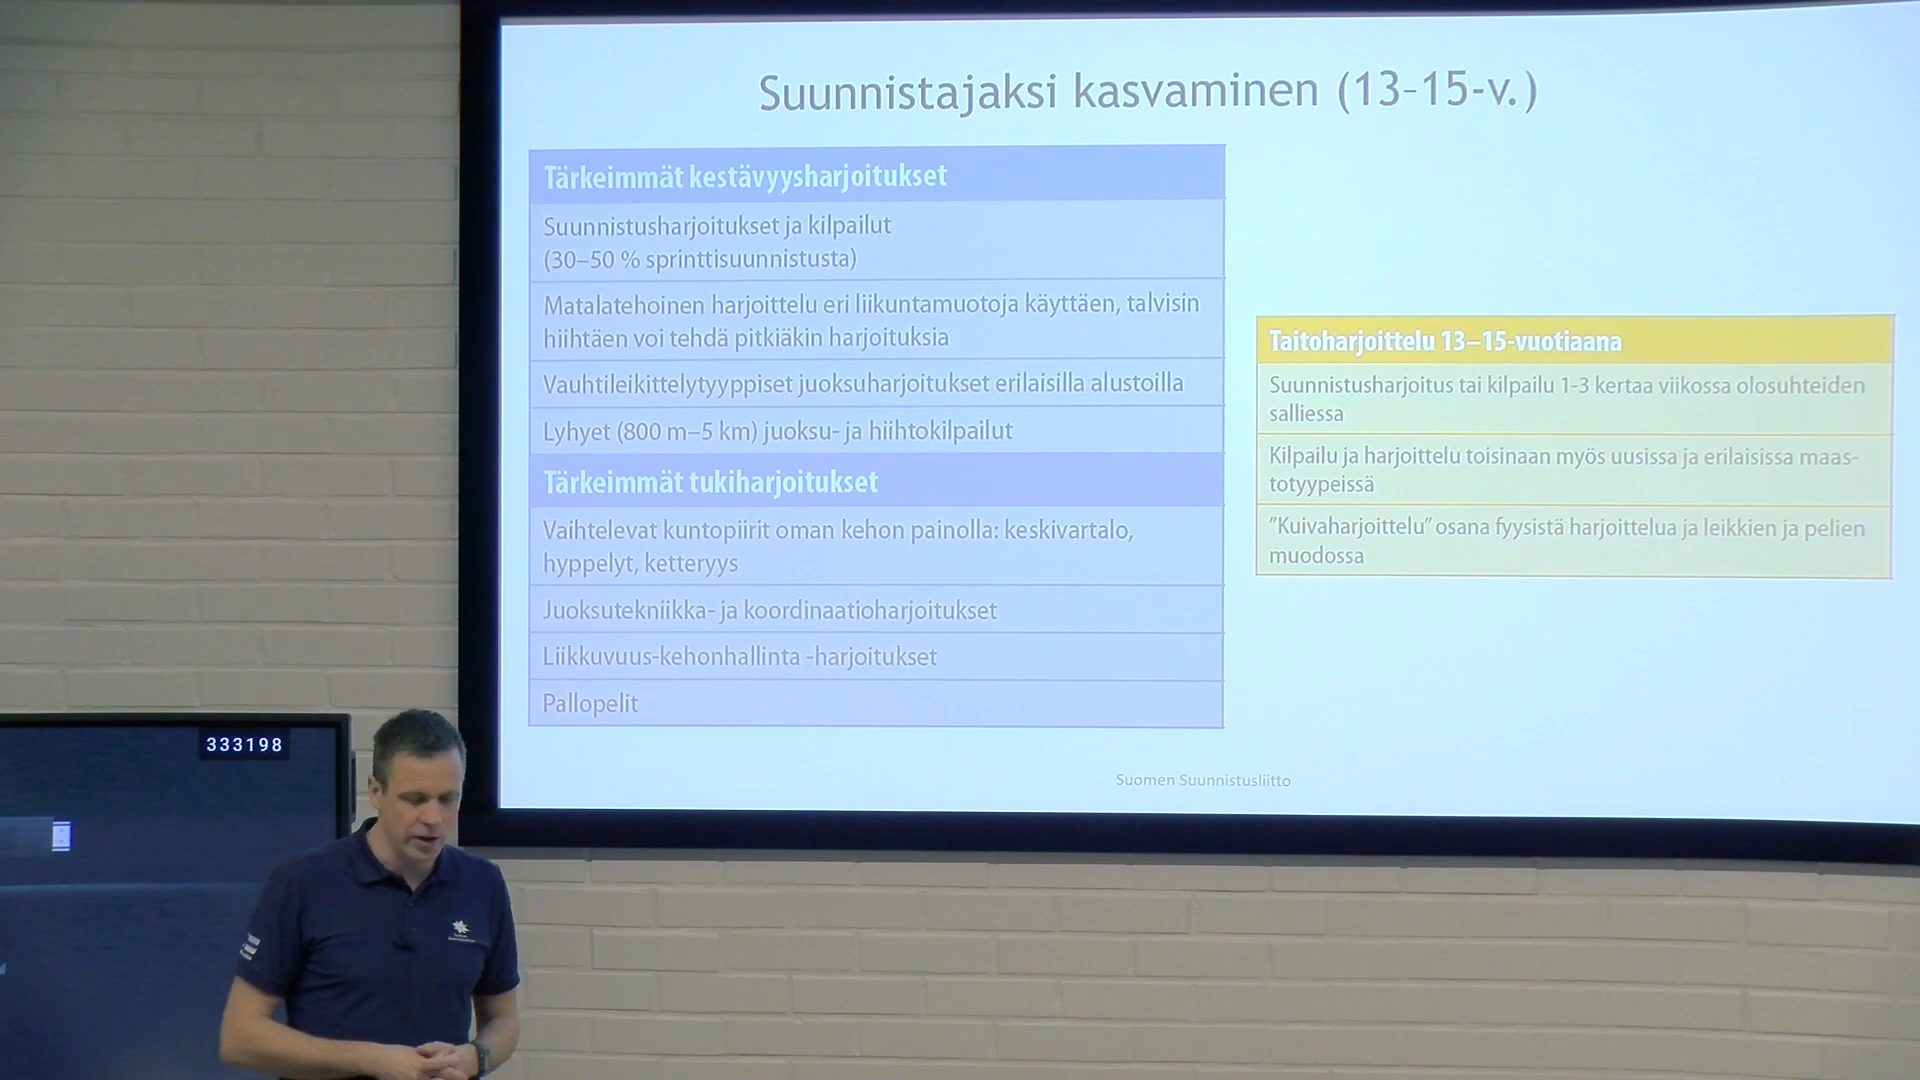 Suunnistajaksi kasvaminen (13-15-v.)
Tärkeimmät kestävyysharjoitukset
Suunnistusharjoitukset ja kilpailut
(30–50 % sprinttisuunnistusta)
Matalatehoinen harjoittelu eri liikuntamuotoja käyttäen, talvisin
hiihtäen voi tehdä pitkiäkin harjoituksia
Vauhtileikittelytyyppiset juoksuharjoitukset erilaisilla alustoilla
Lyhyet (800 m–5 km) juoksu- ja hiihtokilpailut
Tärkeimmät tukiharjoitukset
Vaihtelevat kuntopiirit oman kehon painolla: keskivartalo,
hyppelyt, ketteryys
Juoksutekniikka- ja koordinaatioharjoitukset
Liikkuvuus-kehonhallinta -harjoitukset
Pallopelit
Taitoharjoittelu 13–15-vuotiaana
Suunnistusharjoitus tai kilpailu 1-3 kertaa viikossa olosuhteiden
salliessa
Kilpailu ja harjoittelu toisinaan myös uusissa ja erilaisissa maas-
totyypeissä
"Kuivaharjoittelu" osana fyysistä harjoittelua ja leikkien ja pelien
muodossa
Suomen Suunnistusliitto
333198